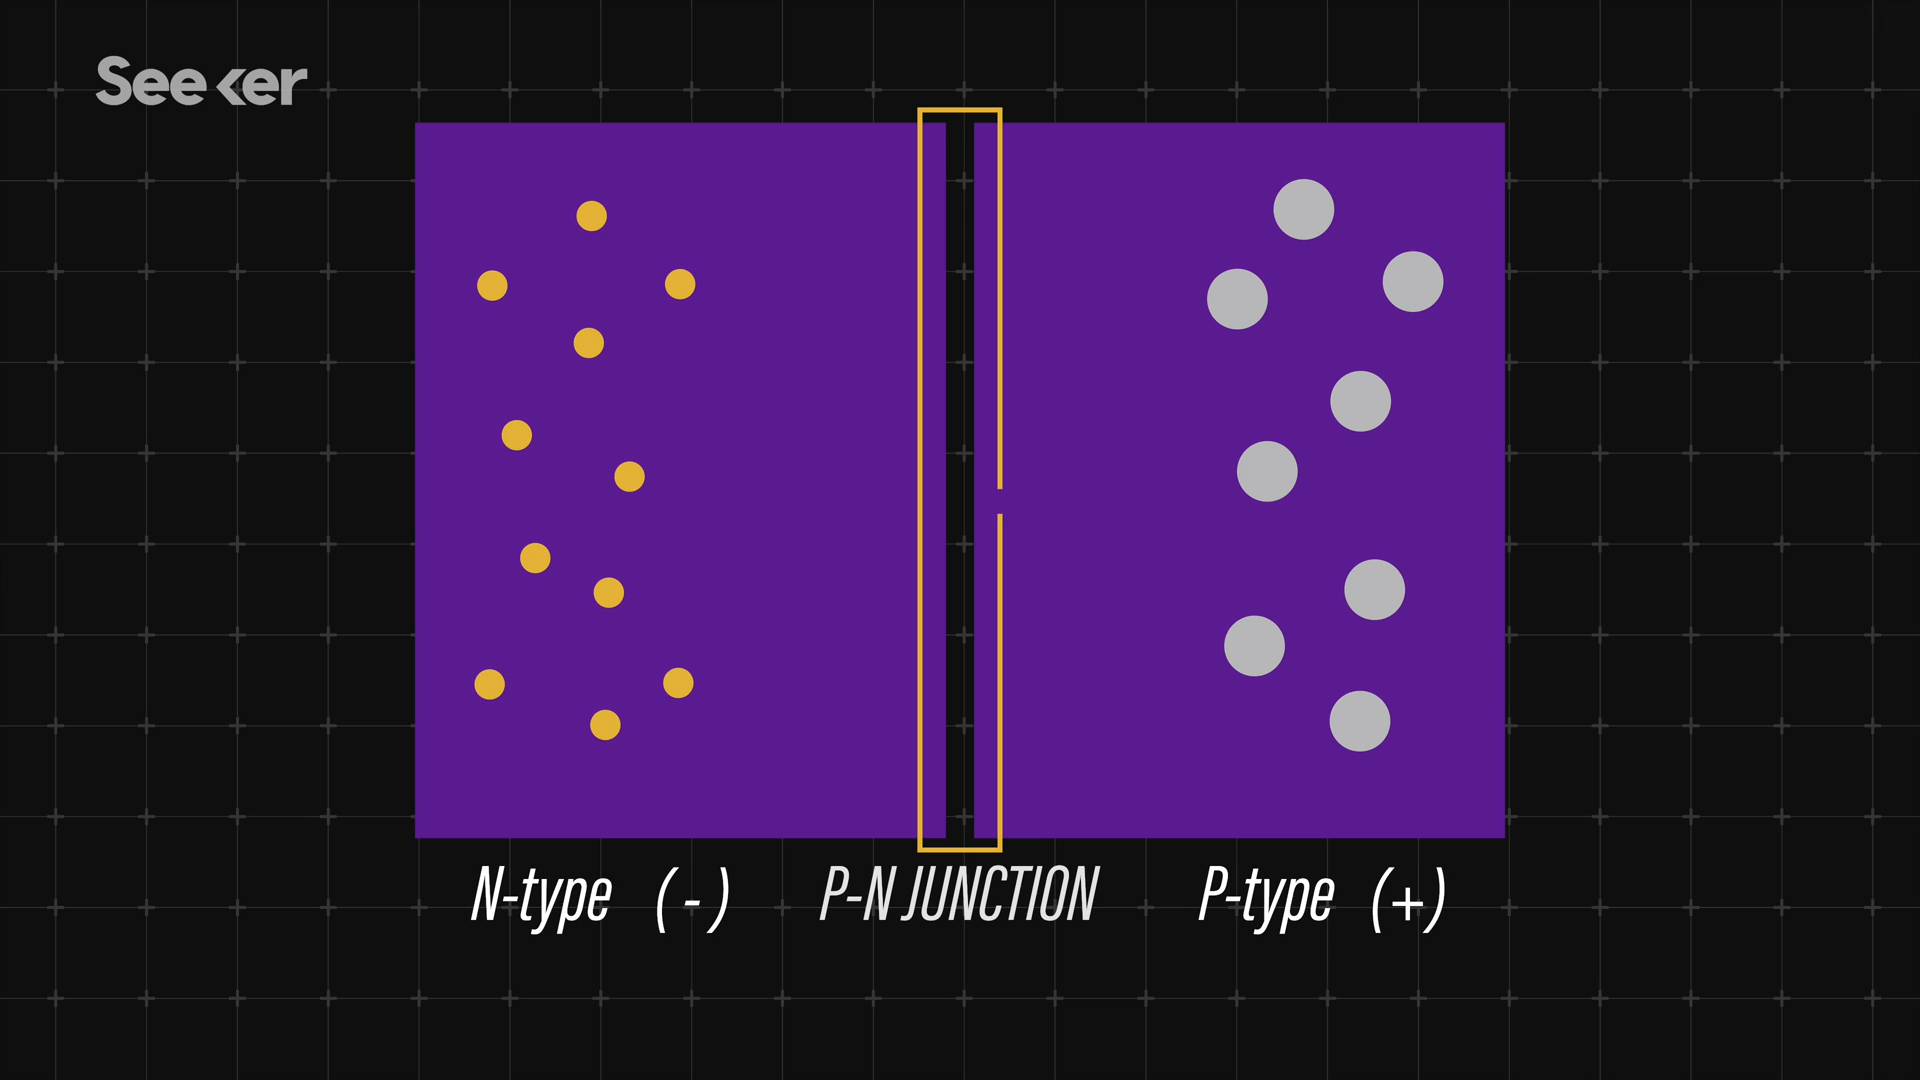 Seeker
N-type (-)
P-N JUNCTION
P-type (+)